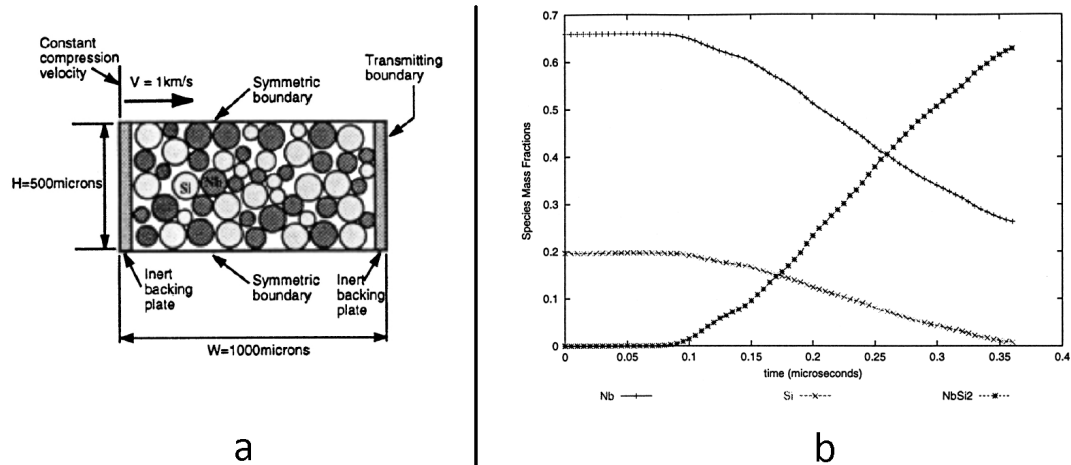 Constant
compression
velocity
V = 1km/s
Symmetric
boundary
Transmitting
boundary
H=500microns
Si
Nb
Inert
backing
plate
Symmetric
boundary
Inert
backing
plate
W=1000microns
a
Species Mass Fractions
0.7
0.6
0.5
0.4
0.3
0.2
0.1
0
0
0.05
0.1
0.15
0.2
0.25
0.3
0.35
0.4
time (microseconds)
Nb
Si
NbSi2
b